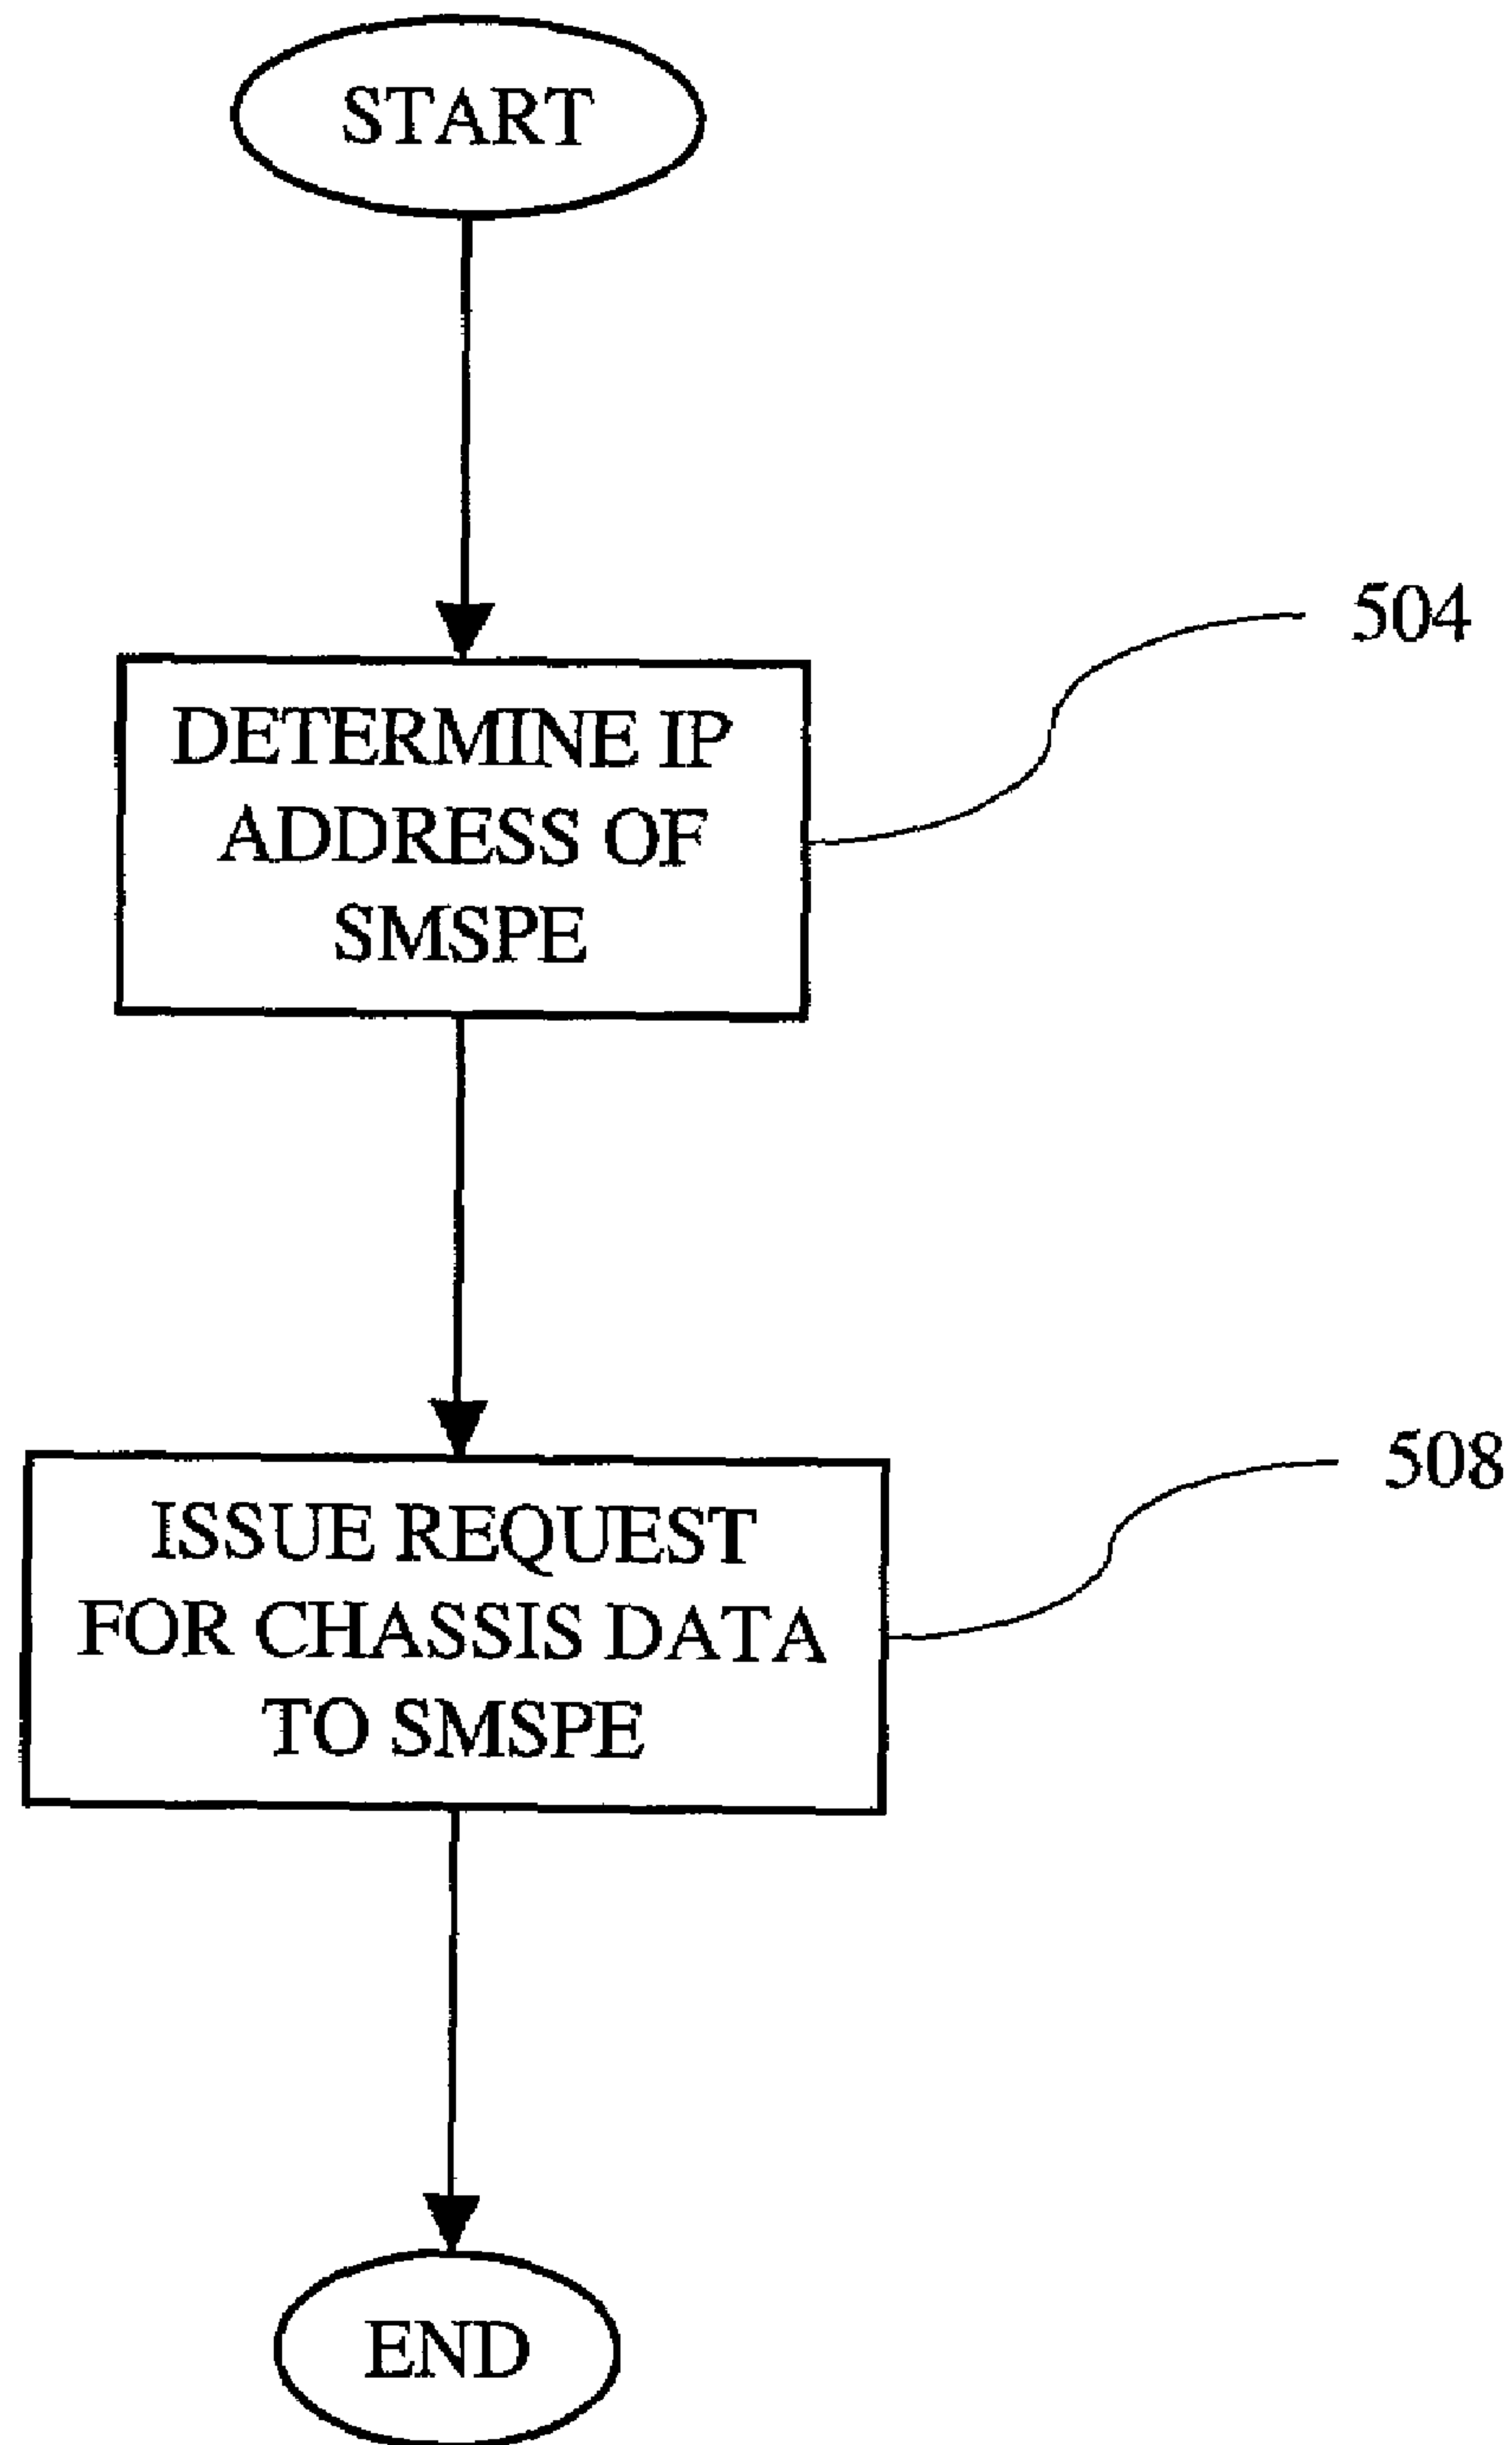 START
504
DETERMINE IP
ADDRESS OF
SMSPE
508
ISSUE REQUEST
FOR CHASSIS DATA
TO SMSPE
END